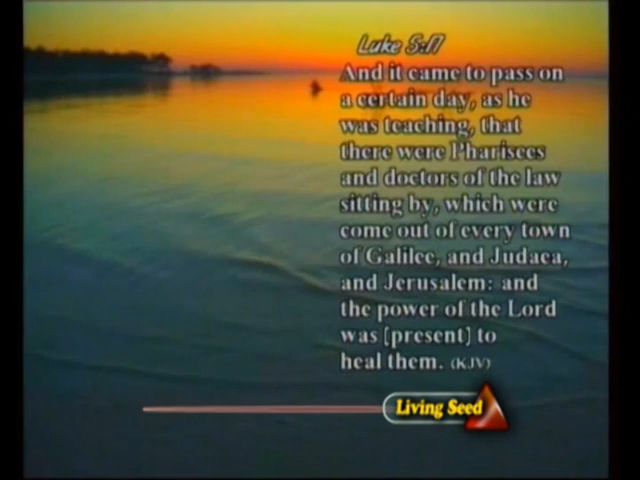 Luke 5:17
And it came to pass on
a certain day, as he
was teaching, that
there were Pharisees
and doctors of the law
sitting by, which were
come out of every town
of Galilee, and Judaea,
and Jerusalem: and
the power of the Lord
was [present] to
heal them. (KJV)
Living Seed